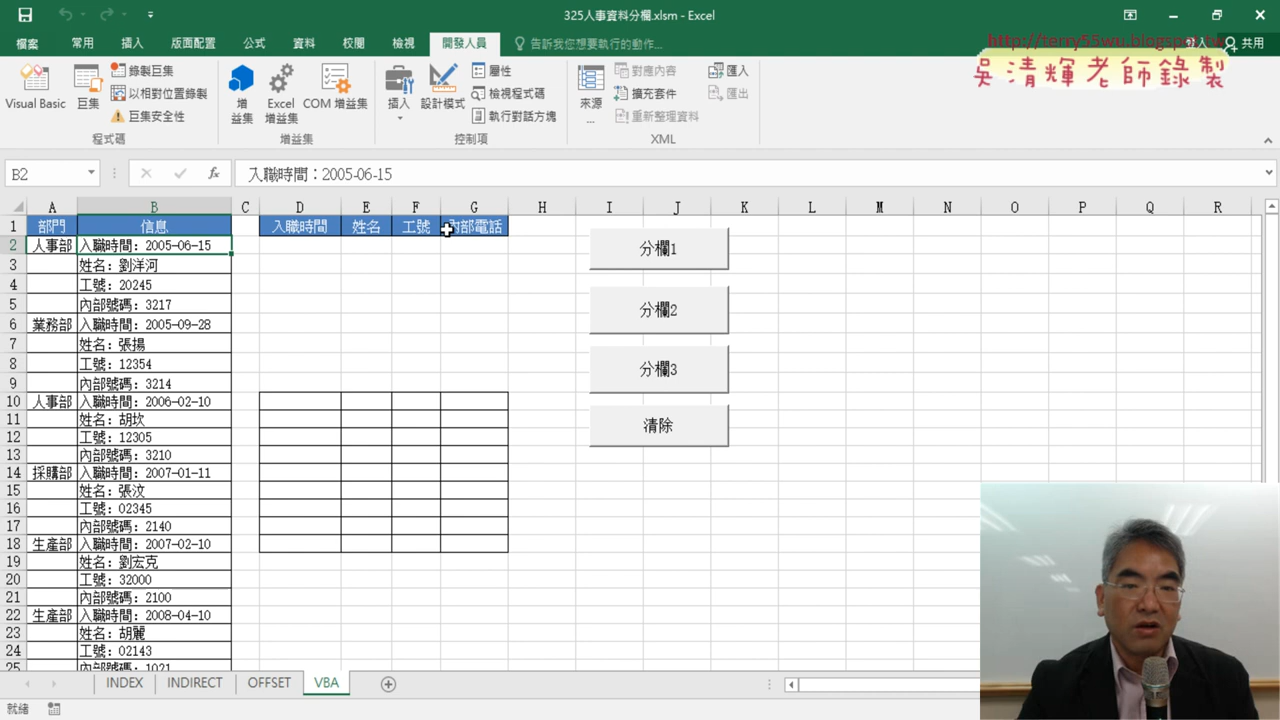 325人事資料分欄.xlsm - Excel
檔案 常用 插入 版面配置 公式 資料 校閱 檢視 開發人員 告訴我您想要執行的動作... 登入 共用
http://terry55wu.blogspot.tw
吳清輝老師錄製
Visual Basic 巨集 錄製巨集 以相對位置錄製 巨集安全性
增益集 Excel 增益集 COM 增益集
插入 設計模式 屬性 檢視程式碼 執行對話方塊
來源... 對應內容 擴充套件 重新整理資料 匯入 匯出
程式碼 增益集 控制項 XML
B2 fx 入職時間：2005-06-15
A B C D E F G H I J K L M N O P Q R
1 部門 信息 入職時間 姓名 工號 內部電話
2 人事部 入職時間：2005-06-15
3 姓名：劉洋河
4 工號：20245
5 內部號碼：3217
6 業務部 入職時間：2005-09-28
7 姓名：張揚
8 工號：12354
9 內部號碼：3214
10 人事部 入職時間：2006-02-10
11 姓名：胡坎
12 工號：12305
13 內部號碼：3210
14 採購部 入職時間：2007-01-11
15 姓名：張汶
16 工號：02345
17 內部號碼：2140
18 生產部 入職時間：2007-02-10
19 姓名：劉宏克
20 工號：32000
21 內部號碼：2100
22 生產部 入職時間：2008-04-10
23 姓名：胡麗
24 工號：02143
25 內部號碼：1021
分欄1
分欄2
分欄3
清除
INDEX INDIRECT OFFSET VBA
就緒